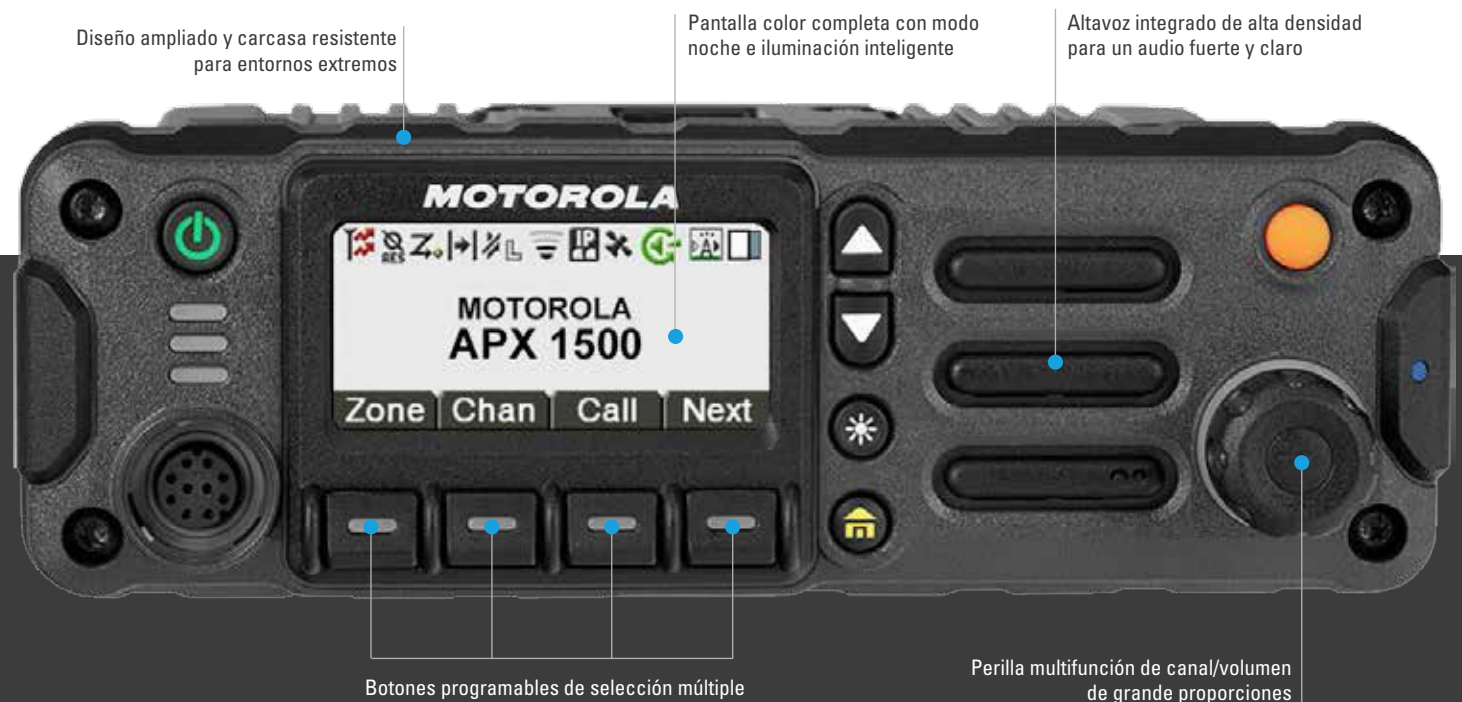 Diseño ampliado y carcasa resistente
para entornos extremos
Pantalla color completa con modo
noche e iluminación inteligente
Altavoz integrado de alta densidad
para un audio fuerte y claro
MOTOROLA
RES
L
A
MOTOROLA
APX 1500
Zone Chan Call Next
Botones programables de selección múltiple
Perilla multifunción de canal/volumen
de grande proporciones